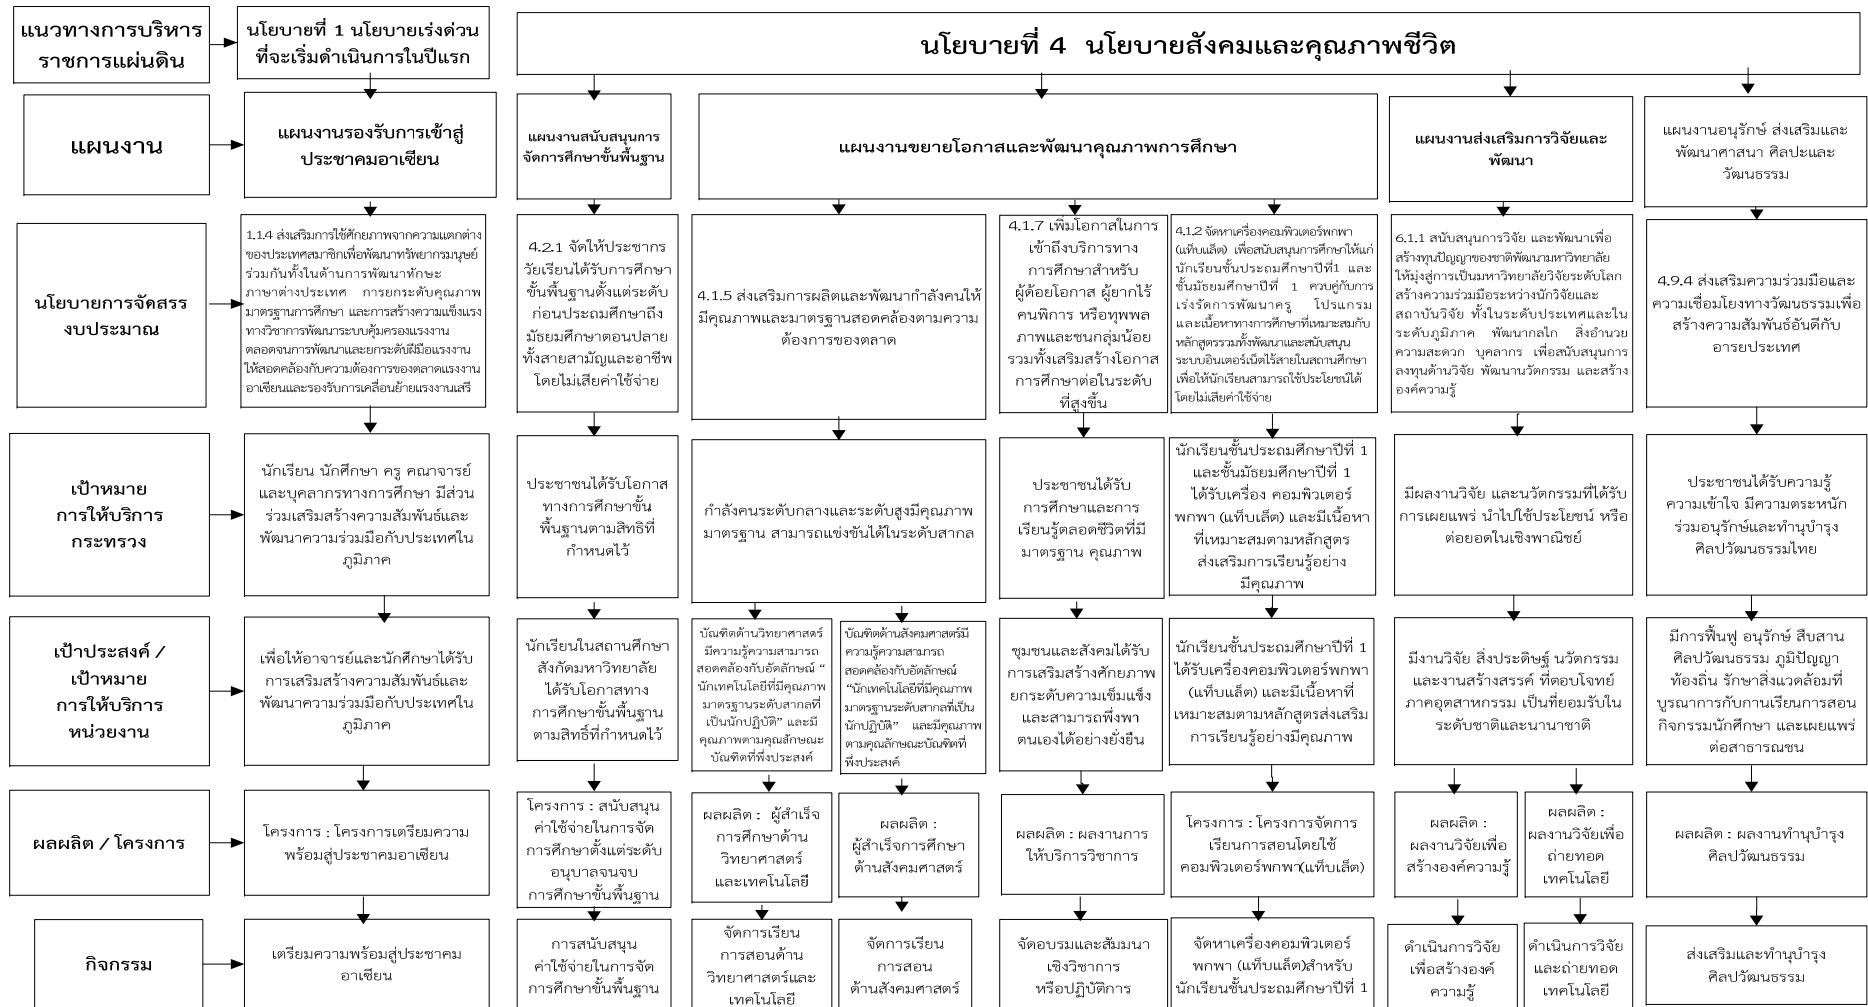 แนวทางการบริหาร
ราชการแผ่นดิน
นโยบายที่ 1 นโยบายเร่งด่วน
ที่จะเริ่มดำเนินการในปีแรก
นโยบายที่ 4 นโยบายสังคมและคุณภาพชีวิต
แผนงาน
แผนงานรองรับการเข้าสู่
ประชาคมอาเซียน
แผนงานสนับสนุนการ
จัดการศึกษาขั้นพื้นฐาน
แผนงานขยายโอกาสและพัฒนาคุณภาพการศึกษา
แผนงานส่งเสริมการวิจัยและ
พัฒนา
แผนงานอนุรักษ์ ส่งเสริมและ
พัฒนาศาสนา ศิลปะและ
วัฒนธรรม
นโยบายการจัดสรร
งบประมาณ
1.1.4 ส่งเสริมการใช้ศักยภาพจากความแตกต่าง
ของประเทศสมาชิกเพื่อพัฒนาทรัพยากรมนุษย์
ร่วมกันทั้งในด้านการพัฒนาทักษะ
ภาษาต่างประเทศ การยกระดับคุณภาพ
มาตรฐานการศึกษา และการสร้างความแข็งแรง
ทางวิชาการพัฒนาระบบคุ้มครองแรงงาน
ตลอดจนการพัฒนาและยกระดับฝีมือแรงงาน
ให้สอดคล้องกับความต้องการของตลาดแรงงาน
อาเซียนและรองรับการเคลื่อนย้ายแรงงานเสรี
4.2.1 จัดให้ประชากร
วัยเรียนได้รับการศึกษา
ขั้นพื้นฐานตั้งแต่ระดับ
ก่อนประถมศึกษาถึง
มัธยมศึกษาตอนปลาย
ทั้งสายสามัญและอาชีพ
โดยไม่เสียค่าใช้จ่าย
4.1.5 ส่งเสริมการผลิตและพัฒนากำลังคนให้
มีคุณภาพและมาตรฐานสอดคล้องตามความ
ต้องการของตลาด
4.1.7 เพิ่มโอกาสในการ
เข้าถึงบริการทาง
การศึกษาสำหรับ
ผู้ด้อยโอกาส ผู้ยากไร้
คนพิการ หรือทุพพล
ภาพและชนกลุ่มน้อย
รวมทั้งเสริมสร้างโอกาส
การศึกษาต่อในระดับ
ที่สูงขึ้น
4.1.2 จัดหาเครื่องคอมพิวเตอร์พกพา
(แท็บแล็ต) เพื่อสนับสนุนการศึกษาให้แก่
นักเรียนชั้นประถมศึกษาปีที่1 และ
ชั้นมัธยมศึกษาปีที่ 1 ควบคู่กับการ
เร่งรัดการพัฒนาครู โปรแกรม
และเนื้อหาทางการศึกษาที่เหมาะสมกับ
หลักสูตรรวมทั้งพัฒนาและสนับสนุน
ระบบอินเตอร์เน็ตไร้สายในสถานศึกษา
เพื่อให้นักเรียนสามารถใช้ประโยชน์ได้
โดยไม่เสียค่าใช้จ่าย
6.1.1 สนับสนุนการวิจัย และพัฒนาเพื่อ
สร้างทุนปัญญาของชาติพัฒนามหาวิทยาลัย
ให้มุ่งสู่การเป็นมหาวิทยาลัยวิจัยระดับโลก
สร้างความร่วมมือระหว่างนักวิจัยและ
สถาบันวิจัย ทั้งในระดับประเทศและใน
ระดับภูมิภาค พัฒนากลไก สิ่งอำนวย
ความสะดวก บุคลากร เพื่อสนับสนุนการ
ลงทุนด้านวิจัย พัฒนานวัตกรรม และสร้าง
องค์ความรู้
4.9.4 ส่งเสริมความร่วมมือและ
ความเชื่อมโยงทางวัฒนธรรมเพื่อ
สร้างความสัมพันธ์อันดีกับ
อารยประเทศ
เป้าหมาย
การให้บริการ
กระทรวง
นักเรียน นักศึกษา ครู คณาจารย์
และบุคลากรทางการศึกษา มีส่วน
ร่วมเสริมสร้างความสัมพันธ์และ
พัฒนาความร่วมมือกับประเทศใน
ภูมิภาค
ประชาชนได้รับโอกาส
ทางการศึกษาขั้น
พื้นฐานตามสิทธิที่
กำหนดไว้
กำลังคนระดับกลางและระดับสูงมีคุณภาพ
มาตรฐาน สามารถแข่งขันได้ในระดับสากล
ประชาชนได้รับ
การศึกษาและการ
เรียนรู้ตลอดชีวิตที่มี
มาตรฐาน คุณภาพ
นักเรียนชั้นประถมศึกษาปีที่ 1
และชั้นมัธยมศึกษาปีที่ 1
ได้รับเครื่อง คอมพิวเตอร์
พกพา (แท็บเล็ต) และมีเนื้อหา
ที่เหมาะสมตามหลักสูตร
ส่งเสริมการเรียนรู้อย่าง
มีคุณภาพ
มีผลงานวิจัย และนวัตกรรมที่ได้รับ
การเผยแพร่ นำไปใช้ประโยชน์ หรือ
ต่อยอดในเชิงพาณิชย์
ประชาชนได้รับความรู้
ความเข้าใจ มีความตระหนัก
ร่วมอนุรักษ์และทำนุบำรุง
ศิลปวัฒนธรรมไทย
เป้าประสงค์ /
เป้าหมาย
การให้บริการ
หน่วยงาน
เพื่อให้อาจารย์และนักศึกษาได้รับ
การเสริมสร้างความสัมพันธ์และ
พัฒนาความร่วมมือกับประเทศใน
ภูมิภาค
นักเรียนในสถานศึกษา
สังกัดมหาวิทยาลัย
ได้รับโอกาสทาง
การศึกษาขั้นพื้นฐาน
ตามสิทธิ์ที่กำหนดไว้
บัณฑิตด้านวิทยาศาสตร์
มีความรู้ความสามารถ
สอดคล้องกับอัตลักษณ์ “
นักเทคโนโลยีที่มีคุณภาพ
มาตรฐานระดับสากลที่
เป็นนักปฏิบัติ” และมี
คุณภาพตามคุณลักษณะ
บัณฑิตที่พึ่งประสงค์
บัณฑิตด้านสังคมศาสตร์มี
ความรู้ความสามารถ
สอดคล้องกับอัตลักษณ์
“นักเทคโนโลยีที่มีคุณภาพ
มาตรฐานระดับสากลที่เป็น
นักปฏิบัติ” และมีคุณภาพ
ตามคุณลักษณะบัณฑิตที่
พึ่งประสงค์
ชุมชนและสังคมได้รับ
การเสริมสร้างศักยภาพ
ยกระดับความเข็มแข็ง
และสามารถพึ่งพา
ตนเองได้อย่างยั่งยืน
นักเรียนชั้นประถมศึกษาปีที่ 1
ได้รับเครื่องคอมพิวเตอร์พกพา
(แท็บแล็ต) และมีเนื้อหาที่
เหมาะสมตามหลักสูตรส่งเสริม
การเรียนรู้อย่างมีคุณภาพ
มีงานวิจัย สิ่งประดิษฐ์ นวัตกรรม
และงานสร้างสรรค์ ที่ตอบโจทย์
ภาคอุตสาหกรรม เป็นที่ยอมรับใน
ระดับชาติและนานาชาติ
มีการฟื้นฟู อนุรักษ์ สืบสาน
ศิลปวัฒนธรรม ภูมิปัญญา
ท้องถิ่น รักษาสิ่งแวดล้อมที่
บูรณาการกับกานเรียนการสอน
กิจกรรมนักศึกษา และเผยแพร่
ต่อสาธารณชน
ผลผลิต / โครงการ
โครงการ : โครงการเตรียมความ
พร้อมสู่ประชาคมอาเซียน
โครงการ : สนับสนุน
ค่าใช้จ่ายในการจัด
การศึกษาตั้งแต่ระดับ
อนุบาลจนจบ
การศึกษาขั้นพื้นฐาน
ผลผลิต : ผู้สำเร็จ
การศึกษาด้าน
วิทยาศาสตร์
และเทคโนโลยี
ผลผลิต :
ผู้สำเร็จการศึกษา
ด้านสังคมศาสตร์
ผลผลิต : ผลงานการ
ให้บริการวิชาการ
โครงการ : โครงการจัดการ
เรียนการสอนโดยใช้
คอมพิวเตอร์พกพา(แท็บแล็ต)
ผลผลิต :
ผลงานวิจัยเพื่อ
สร้างองค์ความรู้
ผลผลิต :
ผลงานวิจัยเพื่อ
ถ่ายทอด
เทคโนโลยี
ผลผลิต : ผลงานทำนุบำรุง
ศิลปวัฒนธรรม
กิจกรรม
เตรียมความพร้อมสู่ประชาคม
อาเซียน
การสนับสนุน
ค่าใช้จ่ายในการจัด
การศึกษาขั้นพื้นฐาน
จัดการเรียน
การสอนด้าน
วิทยาศาสตร์และ
เทคโนโลยี
จัดการเรียน
การสอน
ด้านสังคมศาสตร์
จัดอบรมและสัมมนา
เชิงวิชาการ
หรือปฏิบัติการ
จัดหาเครื่องคอมพิวเตอร์
พกพา (แท็บแล็ต)สำหรับ
นักเรียนชั้นประถมศึกษาปีที่ 1
ดำเนินการวิจัย
เพื่อสร้างองค์
ความรู้
ดำเนินการวิจัย
และถ่ายทอด
เทคโนโลยี
ส่งเสริมและทำนุบำรุง
ศิลปวัฒนธรรม